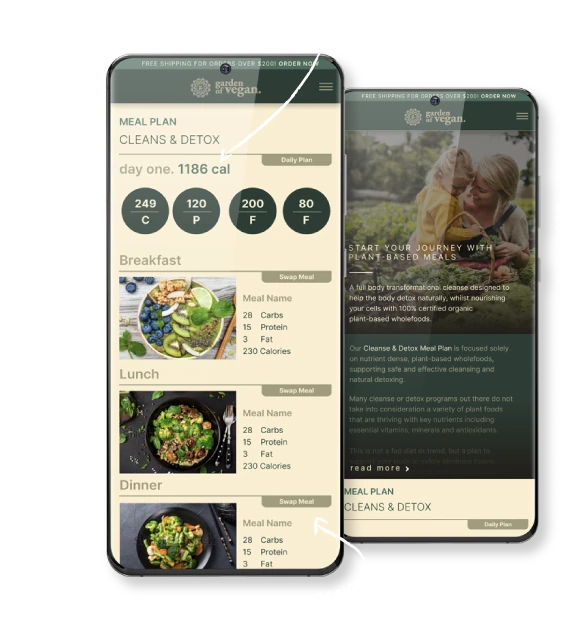 FREE SHIPPING FOR ORDERS OVER $200! ORDER NOW
garden
of vegan.
MEAL PLAN
CLEANS & DETOX
Daily Plan
day one. 1186 cal
249
C
120
P
200
F
80
F
Breakfast
Swap Meal
Meal Name
28 Carbs
15 Protein
3 Fat
230 Calories
Lunch
Swap Meal
Meal Name
28 Carbs
15 Protein
3 Fat
230 Calories
Dinner
Swap Meal
Meal Name
28 Carbs
15 Protein
3 Fat
FREE SHIPPING FOR ORDERS OVER $200! ORDER NOW
garden
of vegan.
START YOUR JOURNEY WITH
PLANT-BASED MEALS
A full body transformational cleanse designed to
help the body detox naturally, whilst nourishing
your cells with 100% certified organic
plant-based wholefoods.
Our Cleanse & Detox Meal Plan is focused solely
on nutrient dense, plant-based wholefoods,
supporting safe and effective cleansing and
natural detoxing.
Many cleanse or detox programs out there do not
take into consideration a variety of plant foods
that are thriving with key nutrients including
essential vitamins, minerals and antioxidants.
This is not a fad diet or trend, but a plan to
read more >
MEAL PLAN
CLEANS & DETOX
Daily Plan